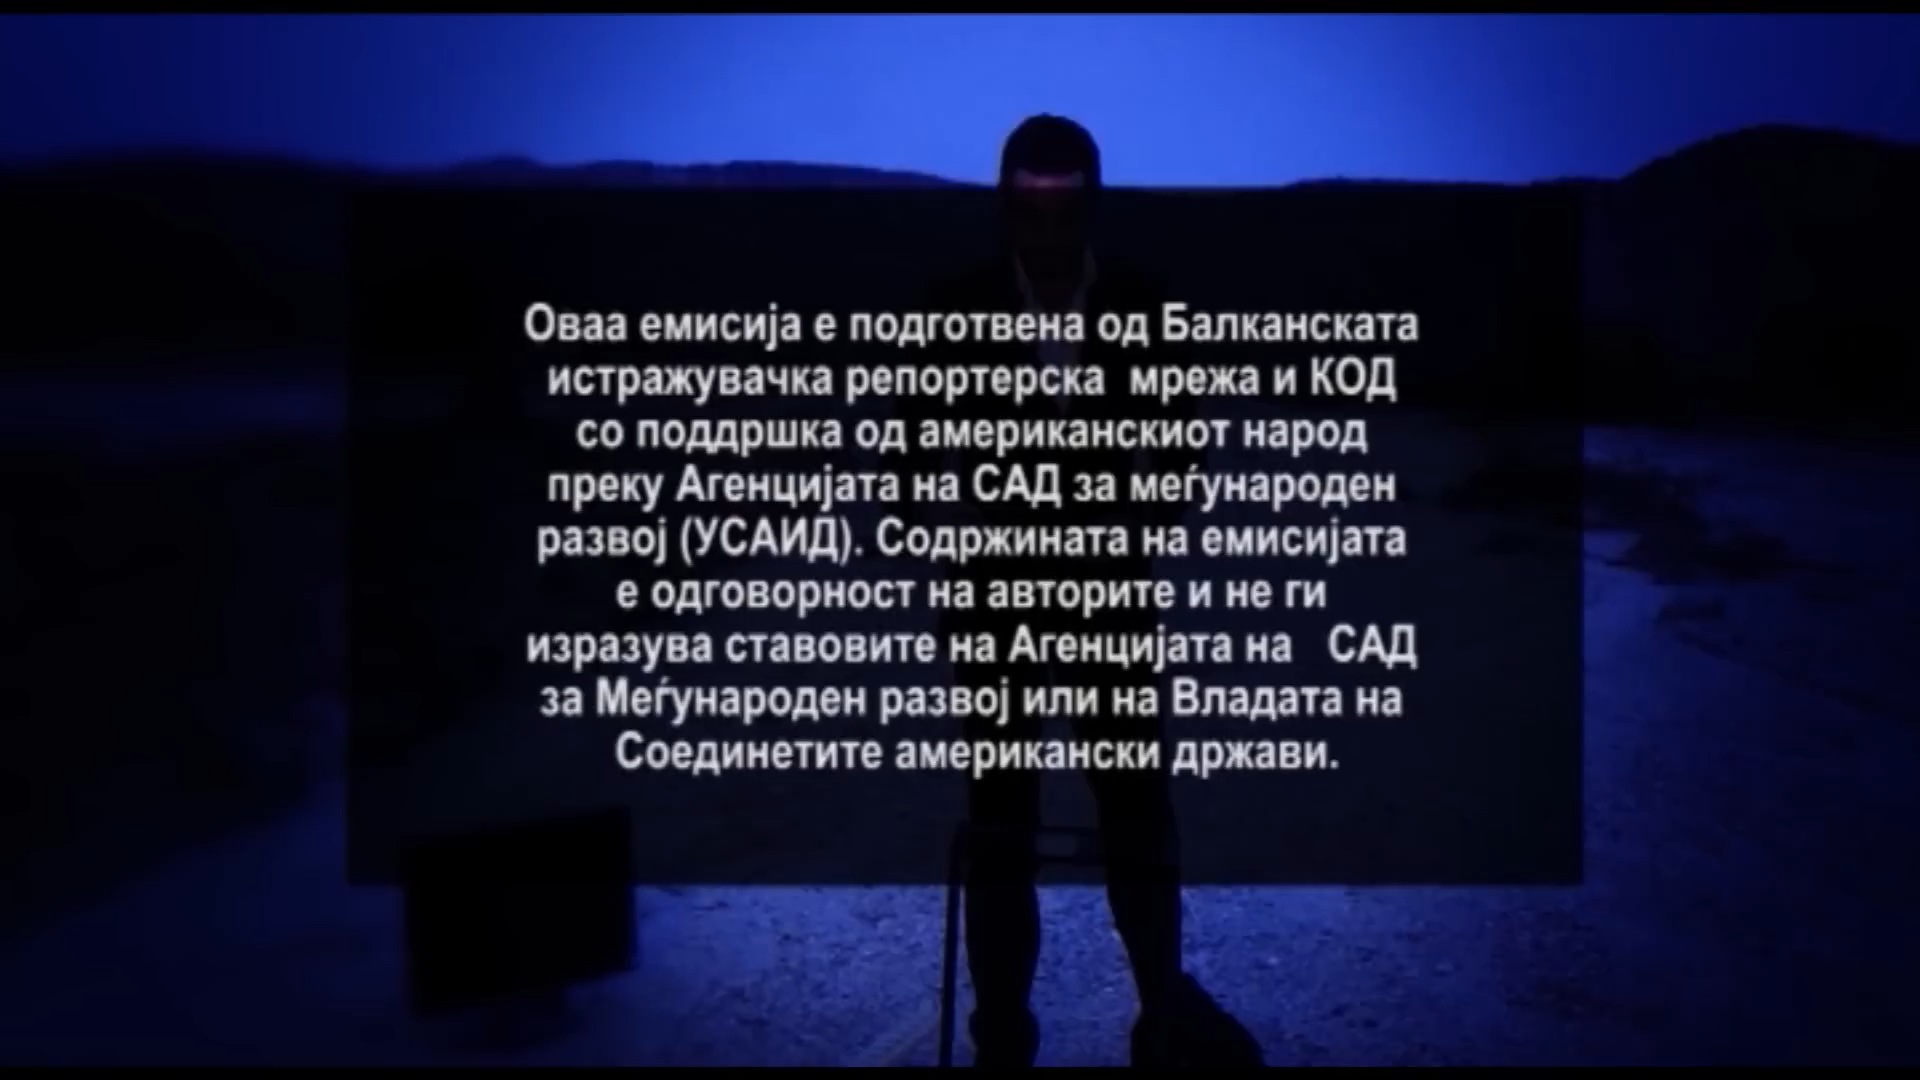 Оваа емисија е подготвена од Балканската
истражувачка репортерска мрежа и КОД
со поддршка од американскиот народ
преку Агенцијата на САД за меѓународен
развој (УСАИД). Содржината на емисијата
е одговорност на авторите и не ги
изразува ставовите на Агенцијата на САД
за Меѓународен развој или на Владата на
Соединетите американски држави.